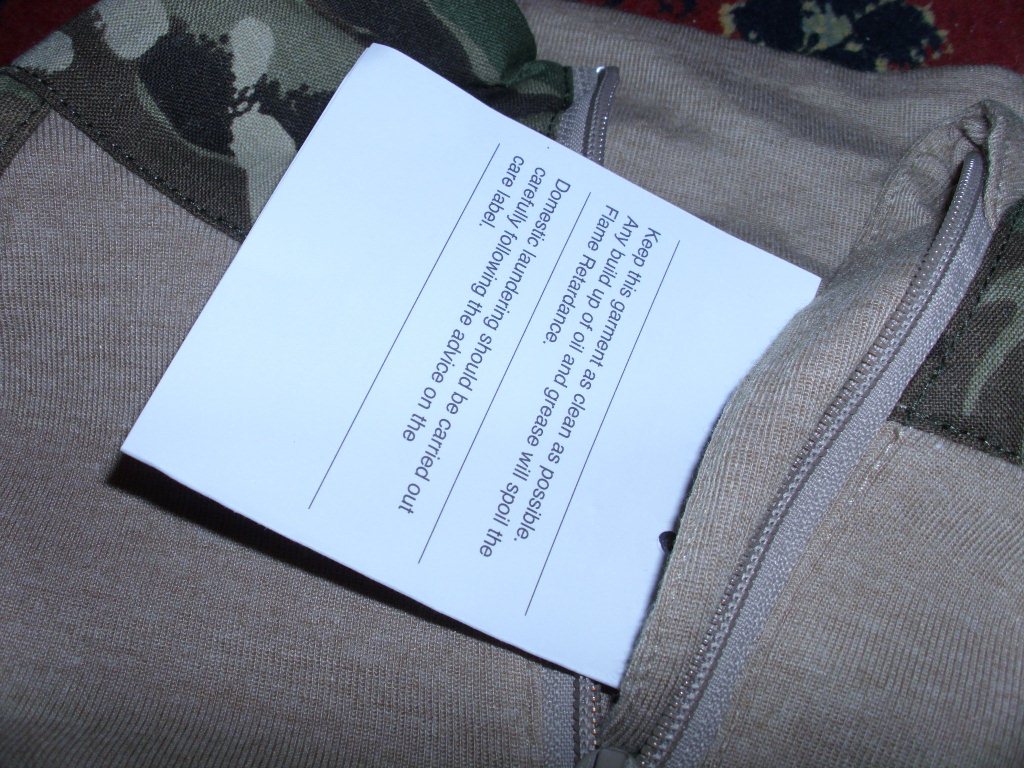 Keep this garment as clean as possible.
Any build up of oil and grease will spoil the
Flame Retardance.
Domestic laundering should be carried out
carefully following the advice on the
care label.